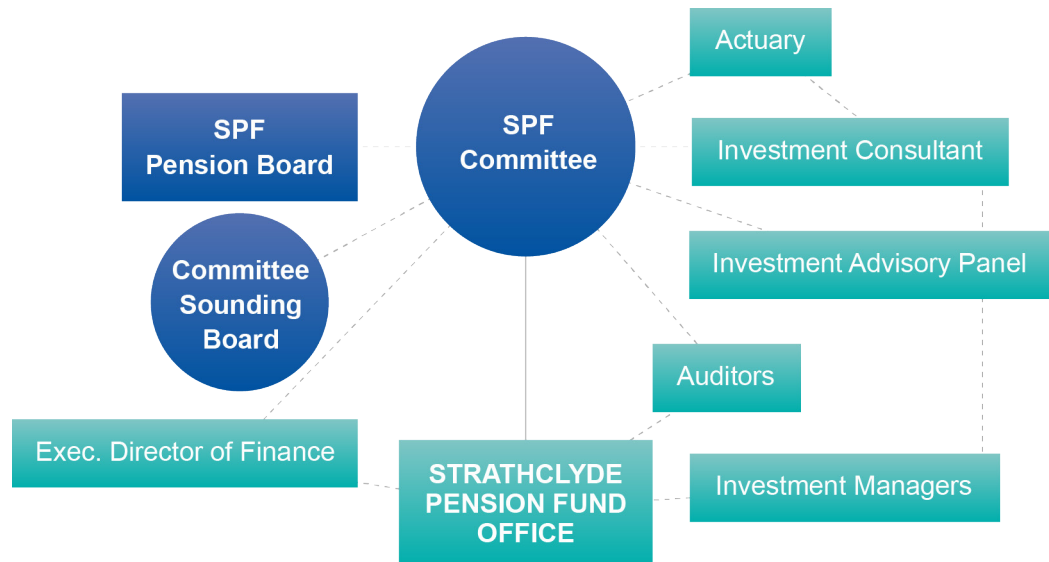 Actuary
SPF
Pension Board
SPF
Committee
Investment Consultant
Committee
Sounding
Board
Investment Advisory Panel
Auditors
Exec. Director of Finance
STRATHCLYDE
PENSION FUND
OFFICE
Investment Managers